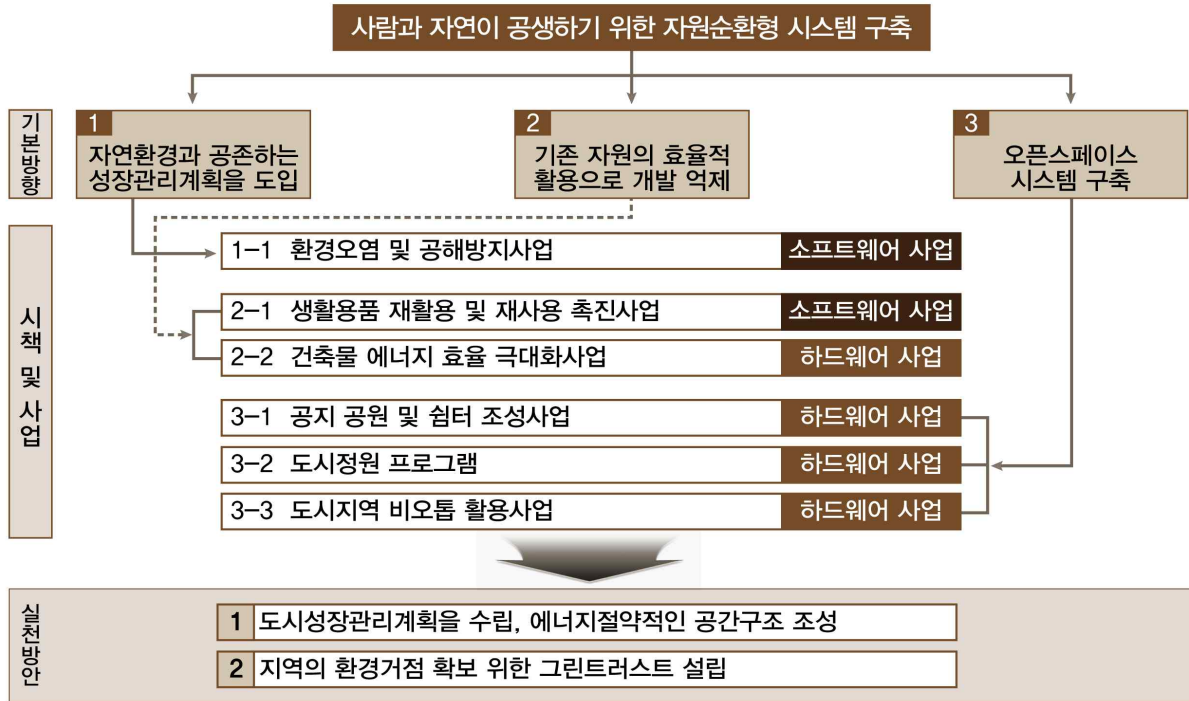 사람과 자연이 공생하기 위한 자원순환형 시스템 구축
기본방향
1
자연환경과 공존하는
성장관리계획을 도입
2
기존 자원의 효율적
활용으로 개발 억제
3
오픈스페이스
시스템 구축
시책 및 사업
1-1 환경오염 및 공해방지사업 소프트웨어 사업
2-1 생활용품 재활용 및 재사용 촉진사업 소프트웨어 사업
2-2 건축물 에너지 효율 극대화사업 하드웨어 사업
3-1 공지 공원 및 쉼터 조성사업 하드웨어 사업
3-2 도시정원 프로그램 하드웨어 사업
3-3 도시지역 비오톱 활용사업 하드웨어 사업
실천방안
1 도시성장관리계획을 수립, 에너지절약적인 공간구조 조성
2 지역의 환경거점 확보 위한 그린트러스트 설립